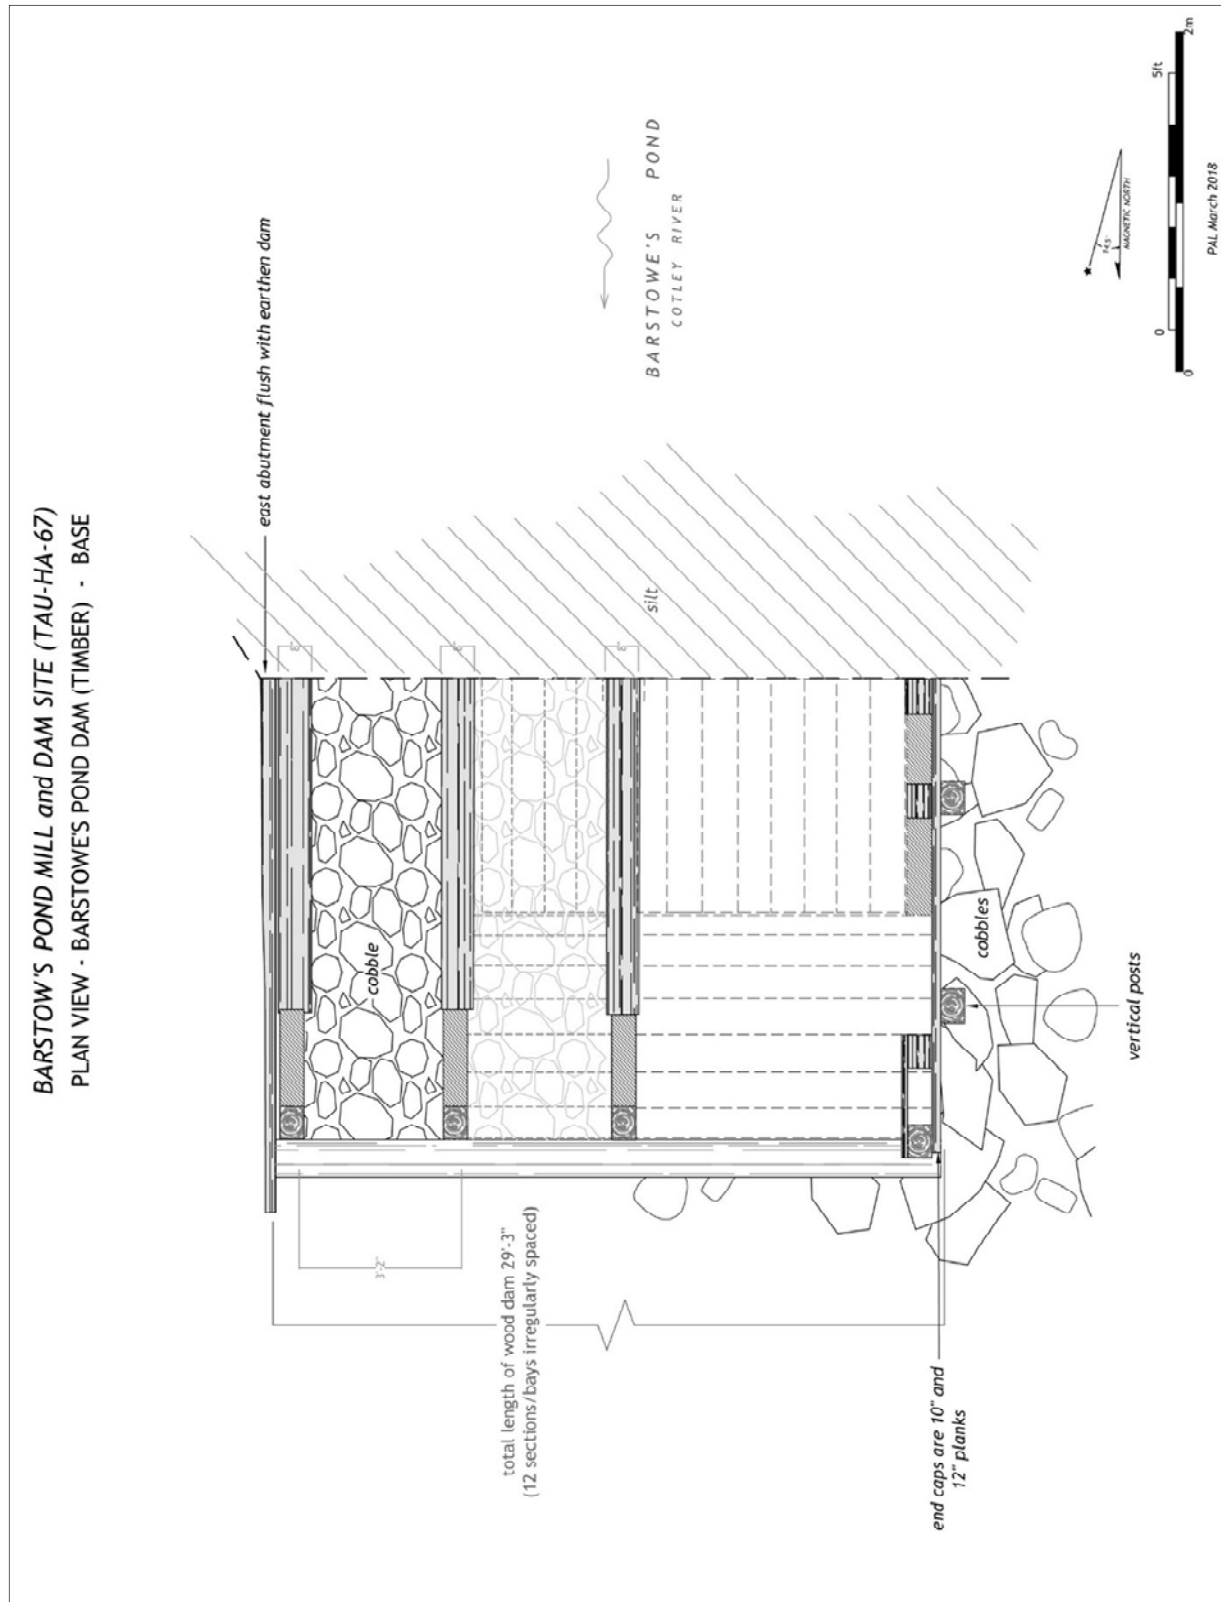 BARSTOW'S POND MILL and DAM SITE (TAU-HA-67)
PLAN VIEW - BARSTOWE'S POND DAM (TIMBER) - BASE
east abutment flush with earthen dam
BARSTOWE'S POND
COTLEY RIVER
silt
cobble
cobbles
vertical posts
3'-2"
total length of wood dam 29'-3"
(12 sections/bays irregularly spaced)
end caps are 10" and
12" planks
MAGNETIC NORTH
0
5ft
0
2m
PAL March 2018